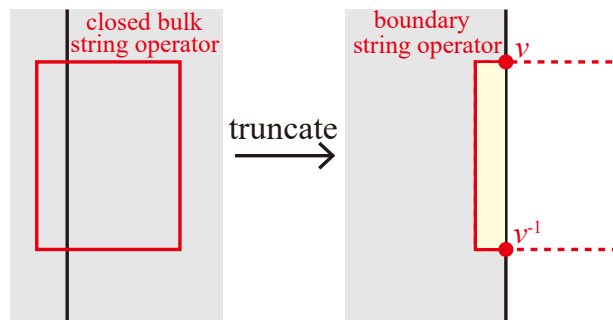 closed bulk
string operator
truncate
boundary
string operator
v
v⁻¹